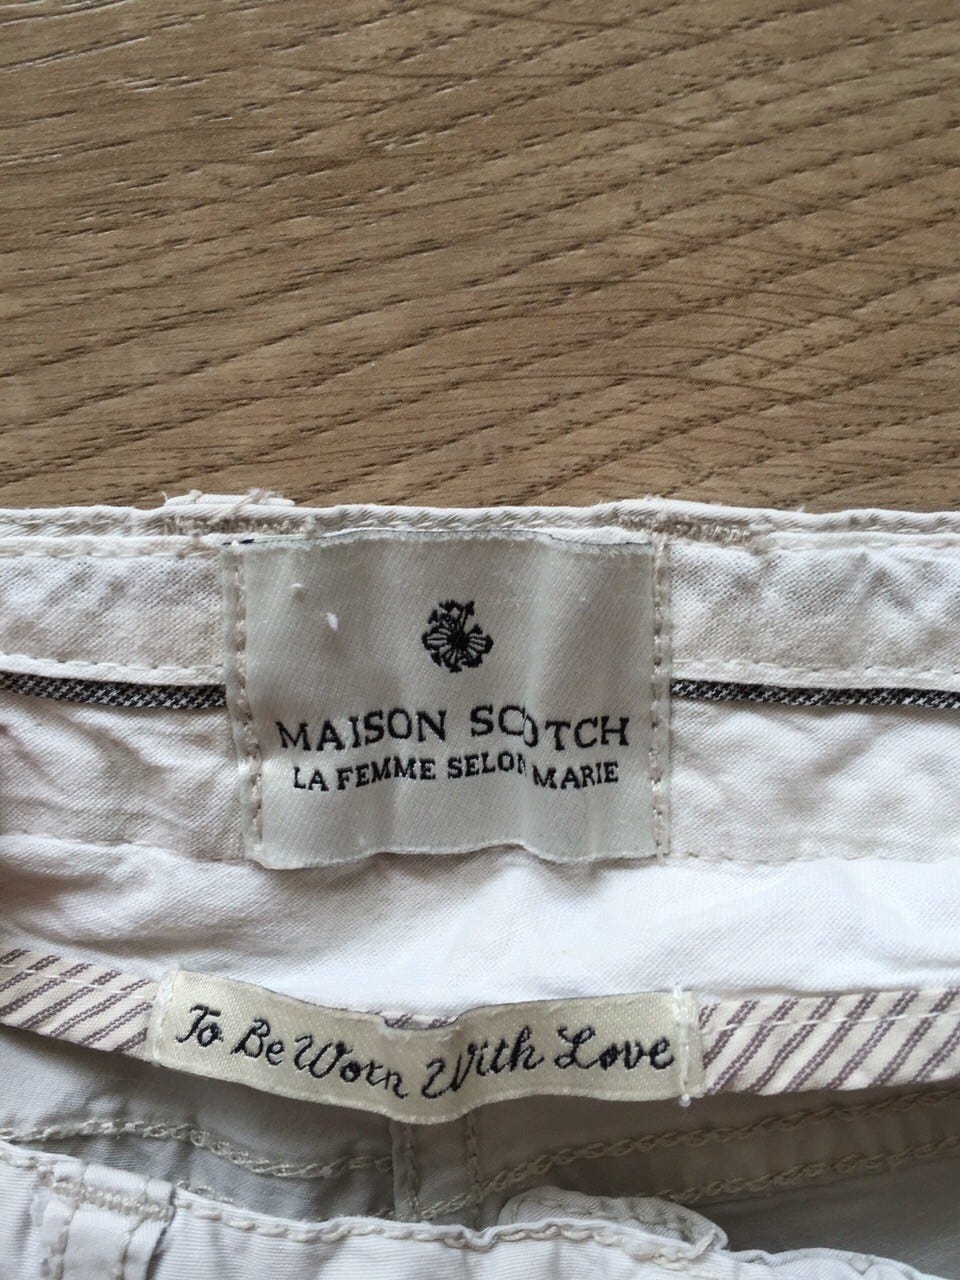 MAISON SCOTCH
LA FEMME SELON MARIE
To Be Worn With Love